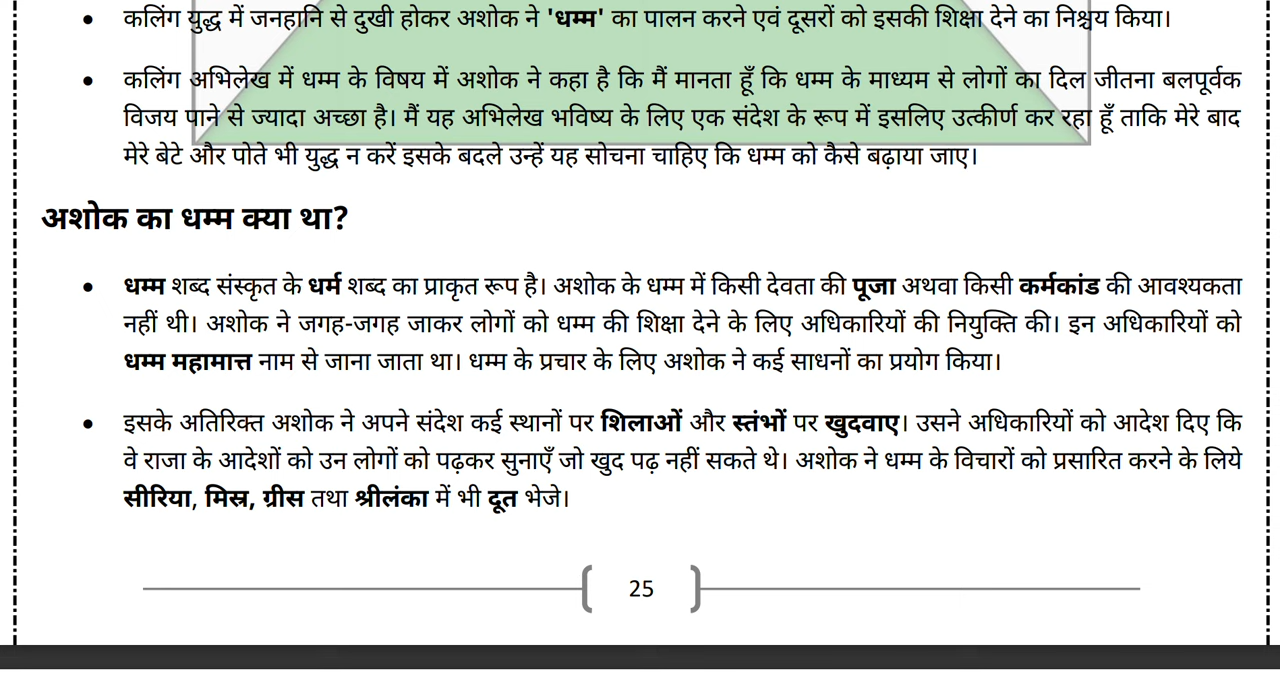 • कलिंग युद्ध में जनहानि से दुखी होकर अशोक ने 'धम्म' का पालन करने एवं दूसरों को इसकी शिक्षा देने का निश्चय किया।
• कलिंग अभिलेख में धम्म के विषय में अशोक ने कहा है कि मैं मानता हूँ कि धम्म के माध्यम से लोगों का दिल जीतना बलपूर्वक
विजय पाने से ज्यादा अच्छा है। मैं यह अभिलेख भविष्य के लिए एक संदेश के रूप में इसलिए उत्कीर्ण कर रहा हूँ ताकि मेरे बाद
मेरे बेटे और पोते भी युद्ध न करें इसके बदले उन्हें यह सोचना चाहिए कि धम्म को कैसे बढ़ाया जाए।
अशोक का धम्म क्या था?
• धम्म शब्द संस्कृत के धर्म शब्द का प्राकृत रूप है। अशोक के धम्म में किसी देवता की पूजा अथवा किसी कर्मकांड की आवश्यकता
नहीं थी। अशोक ने जगह-जगह जाकर लोगों को धम्म की शिक्षा देने के लिए अधिकारियों की नियुक्ति की। इन अधिकारियों को
धम्म महामात्त नाम से जाना जाता था। धम्म के प्रचार के लिए अशोक ने कई साधनों का प्रयोग किया।
• इसके अतिरिक्त अशोक ने अपने संदेश कई स्थानों पर शिलाओं और स्तंभों पर खुदवाए। उसने अधिकारियों को आदेश दिए कि
वे राजा के आदेशों को उन लोगों को पढ़कर सुनाएँ जो खुद पढ़ नहीं सकते थे। अशोक ने धम्म के विचारों को प्रसारित करने के लिये
सीरिया, मिस्र, ग्रीस तथा श्रीलंका में भी दूत भेजे।
25